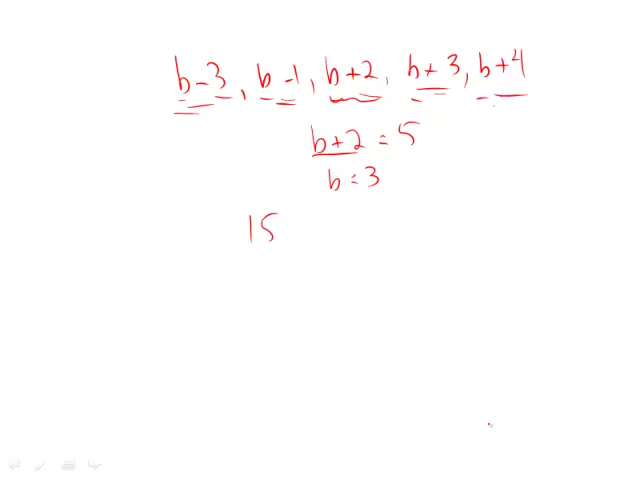 b-3, b-1, b+2, b+3, b+4
b+2 = 5
b = 3
15